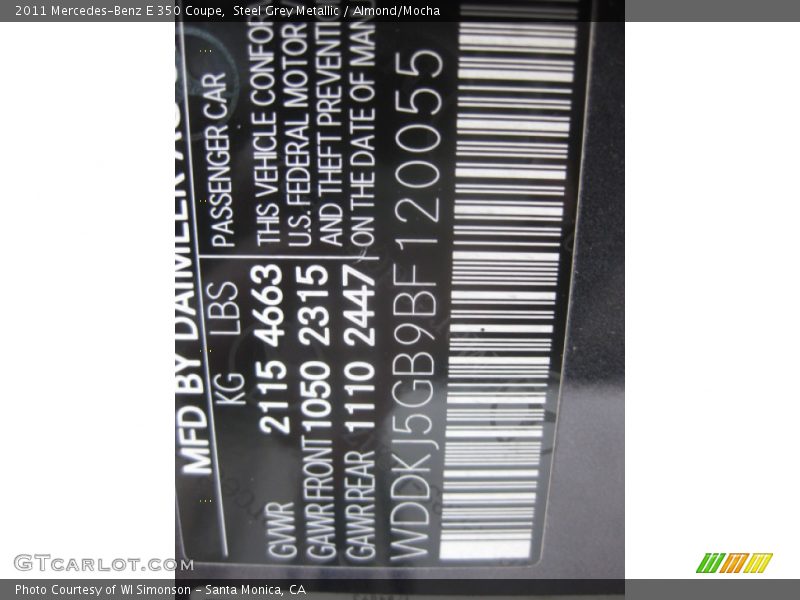 2011 Mercedes-Benz E 350 Coupe, Steel Grey Metallic / Almond/Mocha
MFD BY DAIMLER
KG LBS PASSENGER CAR
GVWR 2115 4663 THIS VEHICLE CONFOR
GAWR FRONT 1050 2315 U.S. FEDERAL MOTOR
AND THEFT PREVENTI
GAWR REAR 1110 2447 ON THE DATE OF MAN
WDDKJ5GB9BF120055
GTCARLOT.COM
Photo Courtesy of WI Simonson - Santa Monica, CA